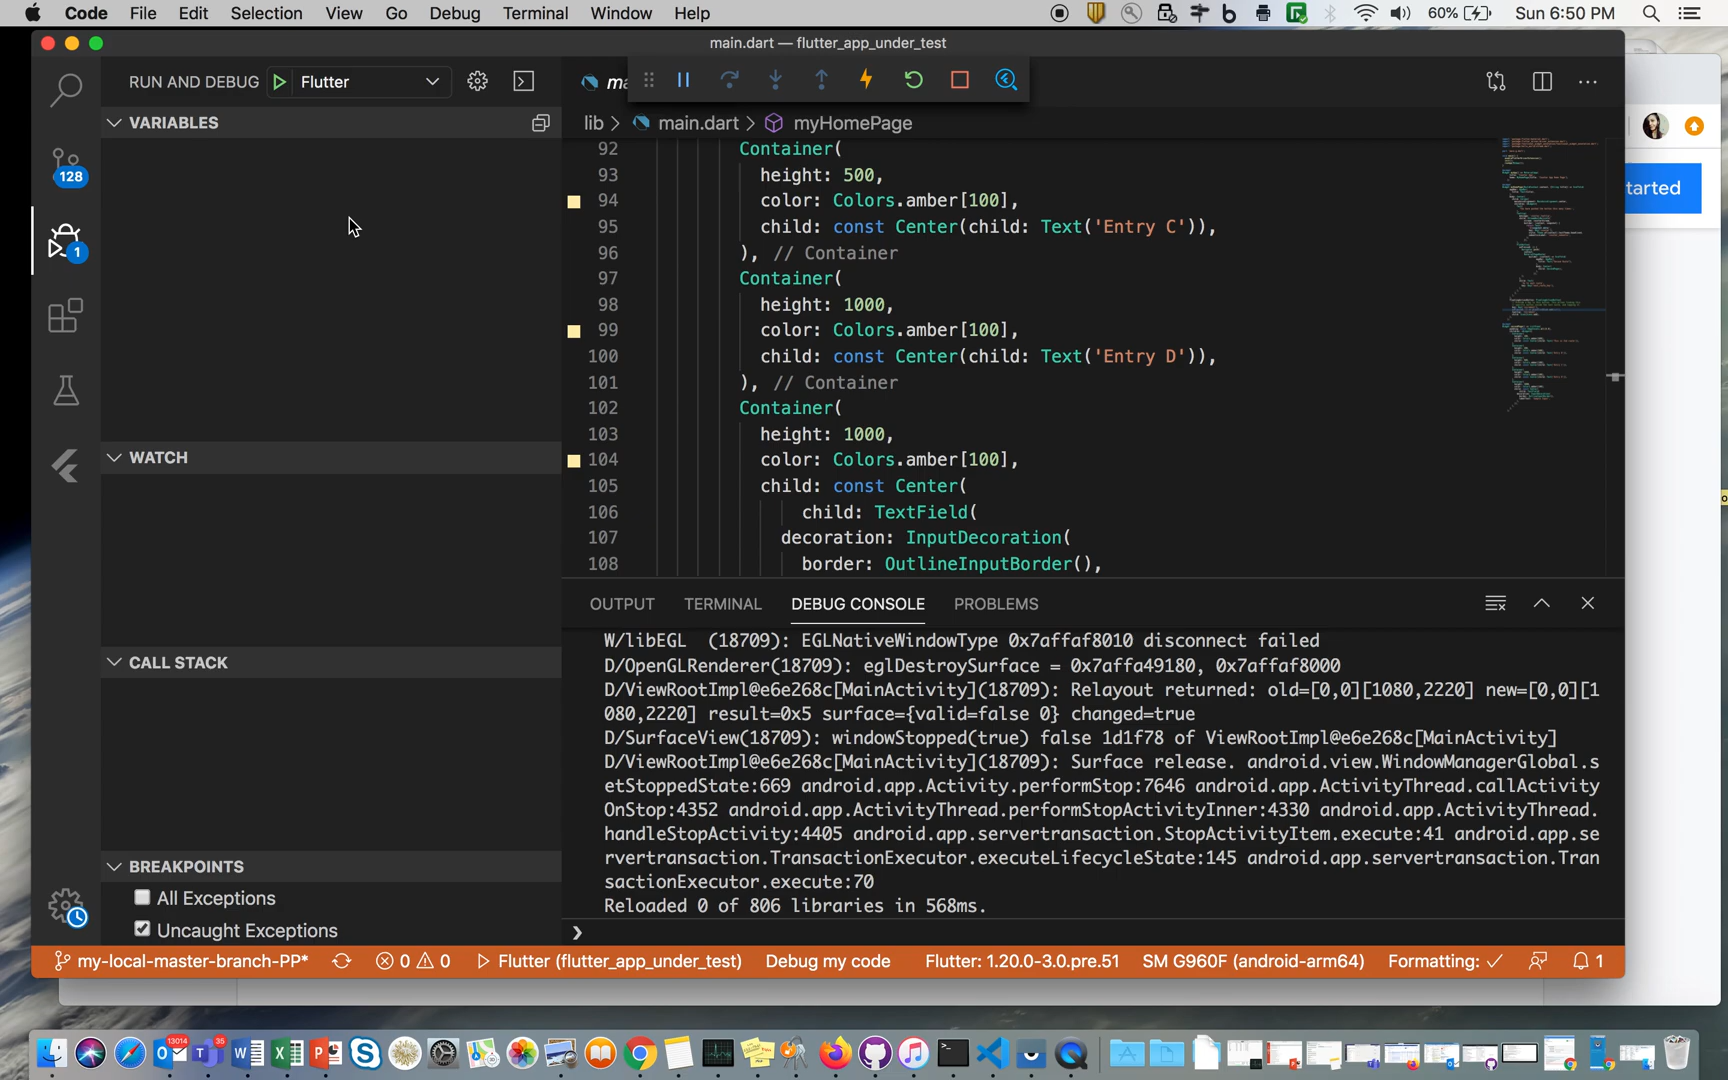 Code File Edit Selection View Go Debug Terminal Window Help 60% Sun 6:50 PM
main.dart — flutter_app_under_test
RUN AND DEBUG Flutter
VARIABLES
lib > main.dart > myHomePage
92 Container(
93 height: 500,
94 color: Colors.amber[100],
95 child: const Center(child: Text('Entry C')),
96 ), // Container
97 Container(
98 height: 1000,
99 color: Colors.amber[100],
100 child: const Center(child: Text('Entry D')),
101 ), // Container
102 Container(
103 height: 1000,
104 color: Colors.amber[100],
105 child: const Center(
106 child: TextField(
107 decoration: InputDecoration(
108 border: OutlineInputBorder(),
128
1
WATCH
CALL STACK
BREAKPOINTS
All Exceptions
Uncaught Exceptions
OUTPUT TERMINAL DEBUG CONSOLE PROBLEMS
W/libEGL (18709): EGLNativeWindowType 0x7affaf8010 disconnect failed
D/OpenGLRenderer(18709): eglDestroySurface = 0x7affa49180, 0x7affaf8000
D/ViewRootImpl@e6e268c[MainActivity](18709): Relayout returned: old=[0,0][1080,2220] new=[0,0][1
080,2220] result=0x5 surface={valid=false 0} changed=true
D/SurfaceView(18709): windowStopped(true) false 1d1f78 of ViewRootImpl@e6e268c[MainActivity]
D/ViewRootImpl@e6e268c[MainActivity](18709): Surface release. android.view.WindowManagerGlobal.s
etStoppedState:669 android.app.Activity.performStop:7646 android.app.ActivityThread.callActivity
OnStop:4352 android.app.ActivityThread.performStopActivityInner:4330 android.app.ActivityThread.
handleStopActivity:4405 android.app.servertransaction.StopActivityItem.execute:41 android.app.se
rvertransaction.TransactionExecutor.executeLifecycleState:145 android.app.servertransaction.Tran
sactionExecutor.execute:70
Reloaded 0 of 806 libraries in 568ms.
tarted
my-local-master-branch-PP* 0 0 Flutter (flutter_app_under_test) Debug my code Flutter: 1.20.0-3.0.pre.51 SM G960F (android-arm64) Formatting: ✓ 1
13014 35